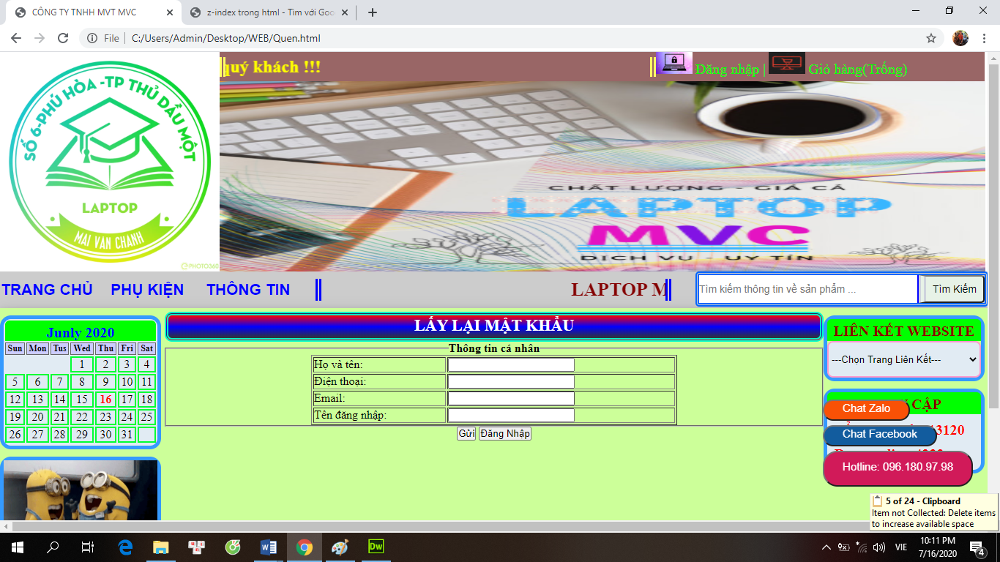 CÔNG TY TNHH MVT MVC
z-index trong html - Tìm với Goo
File
C:/Users/Admin/Desktop/WEB/Quen.html
quý khách !!!
Đăng nhập | Giỏ hàng(Trống)
SỐ 6-PHÚ HÒA -TP THỦ DẦU MỘT
LAPTOP
MAI VAN CHANH
PHOTO360
CHẤT LƯỢNG - GIÁ CẢ
LAPTOP
MVC
DỊCH VỤ - UY TÍN
TRANG CHỦ PHỤ KIỆN THÔNG TIN
LAPTOP M
Tìm kiếm thông tin về sản phẩm ...
Tìm Kiếm
Junly 2020
Sun Mon Tus Wed Thu Fri Sat
1 2 3 4
5 6 7 8 9 10 11
12 13 14 15 16 17 18
19 20 21 22 23 24 25
26 27 28 29 30 31
LẤY LẠI MẬT KHẨU
Thông tin cá nhân
Họ và tên:
Điện thoại:
Email:
Tên đăng nhập:
Gửi Đăng Nhập
LIÊN KẾT WEBSITE
---Chọn Trang Liên Kết---
CẬP
Chat Zalo
3120
Chat Facebook
Hotline: 096.180.97.98
5 of 24 - Clipboard
Item not Collected: Delete items
to increase available space
Dw
VIE
10:11 PM
7/16/2020
4